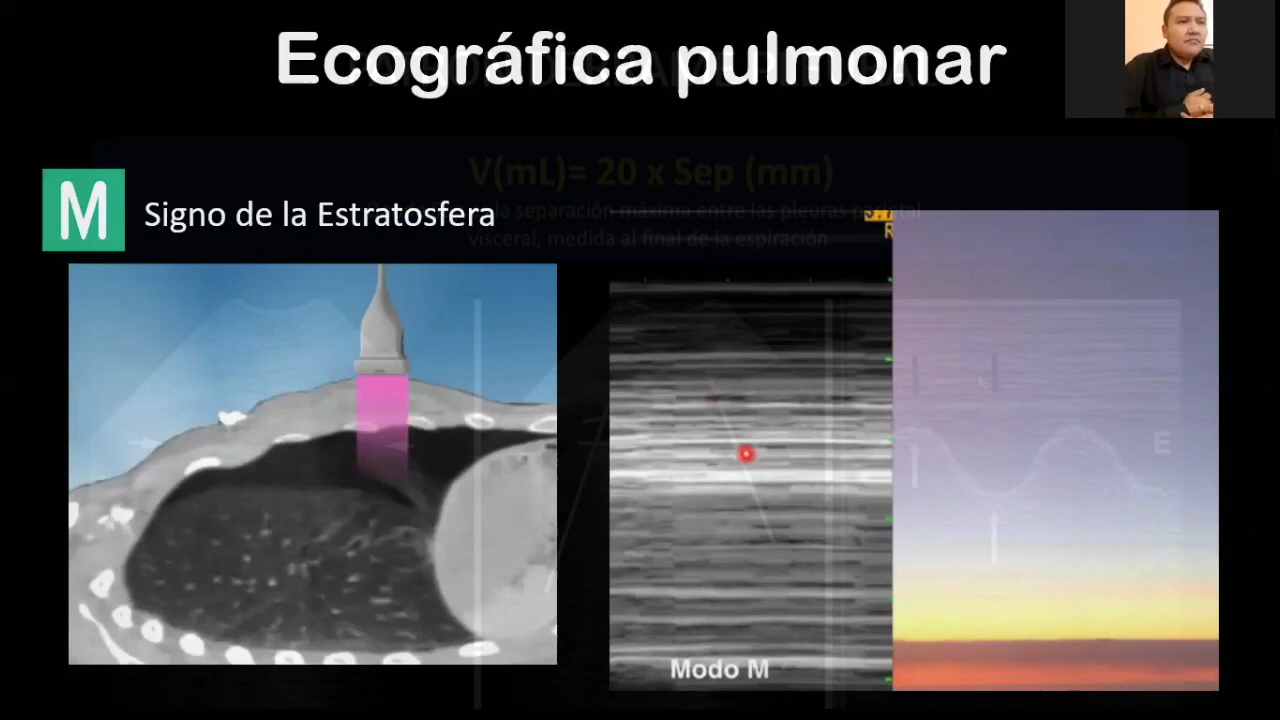 Ecográfica pulmonar
V(mL)= 20 x Sep (mm)
M
Signo de la Estratosfera
la separación máxima entre las pleuras parietal
visceral, medida al final de la espiración
E
Modo M